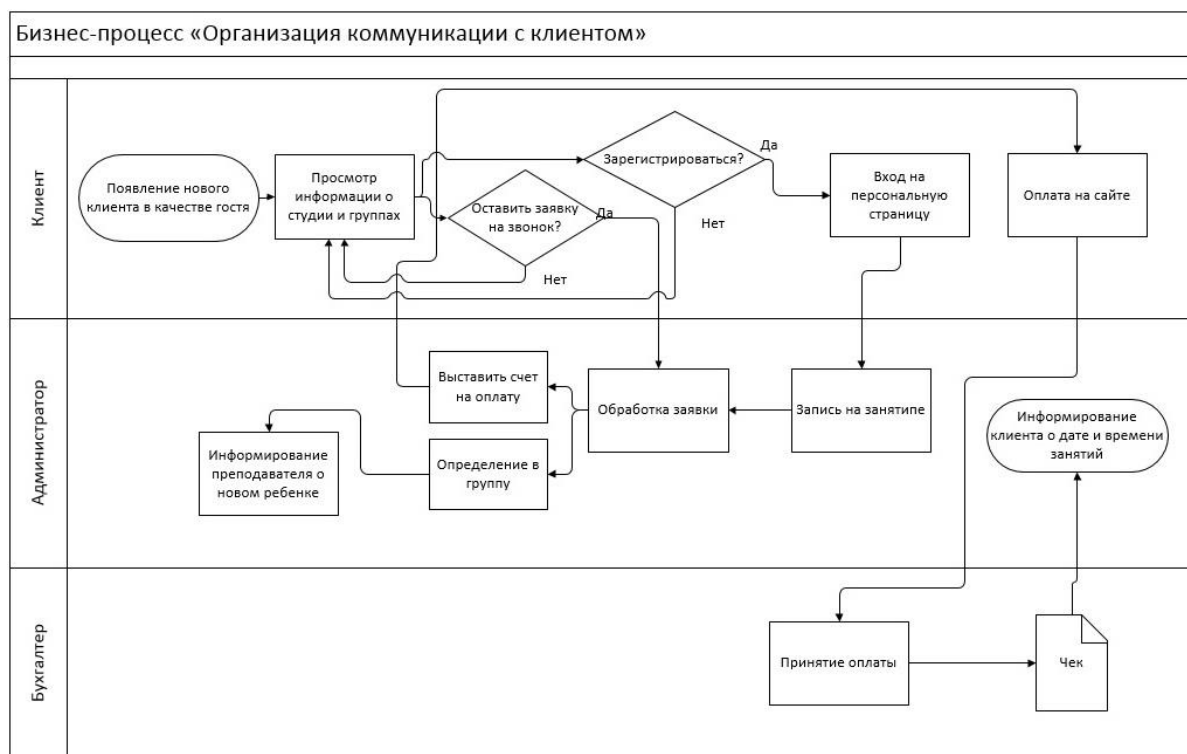 Бизнес-процесс «Организация коммуникации с клиентом»
Клиент
Появление нового
клиента в качестве гостя
Просмотр
информации о
студии и группах
Оставить заявку
на звонок?
Да
Нет
Зарегистрироваться?
Да
Нет
Вход на
персональную
страницу
Оплата на сайте
Администратор
Выставить счет
на оплату
Обработка заявки
Запись на занятипе
Информирование
клиента о дате и времени
занятий
Информирование
преподавателя о
новом ребенке
Определение в
группу
Бухгалтер
Принятие оплаты
Чек